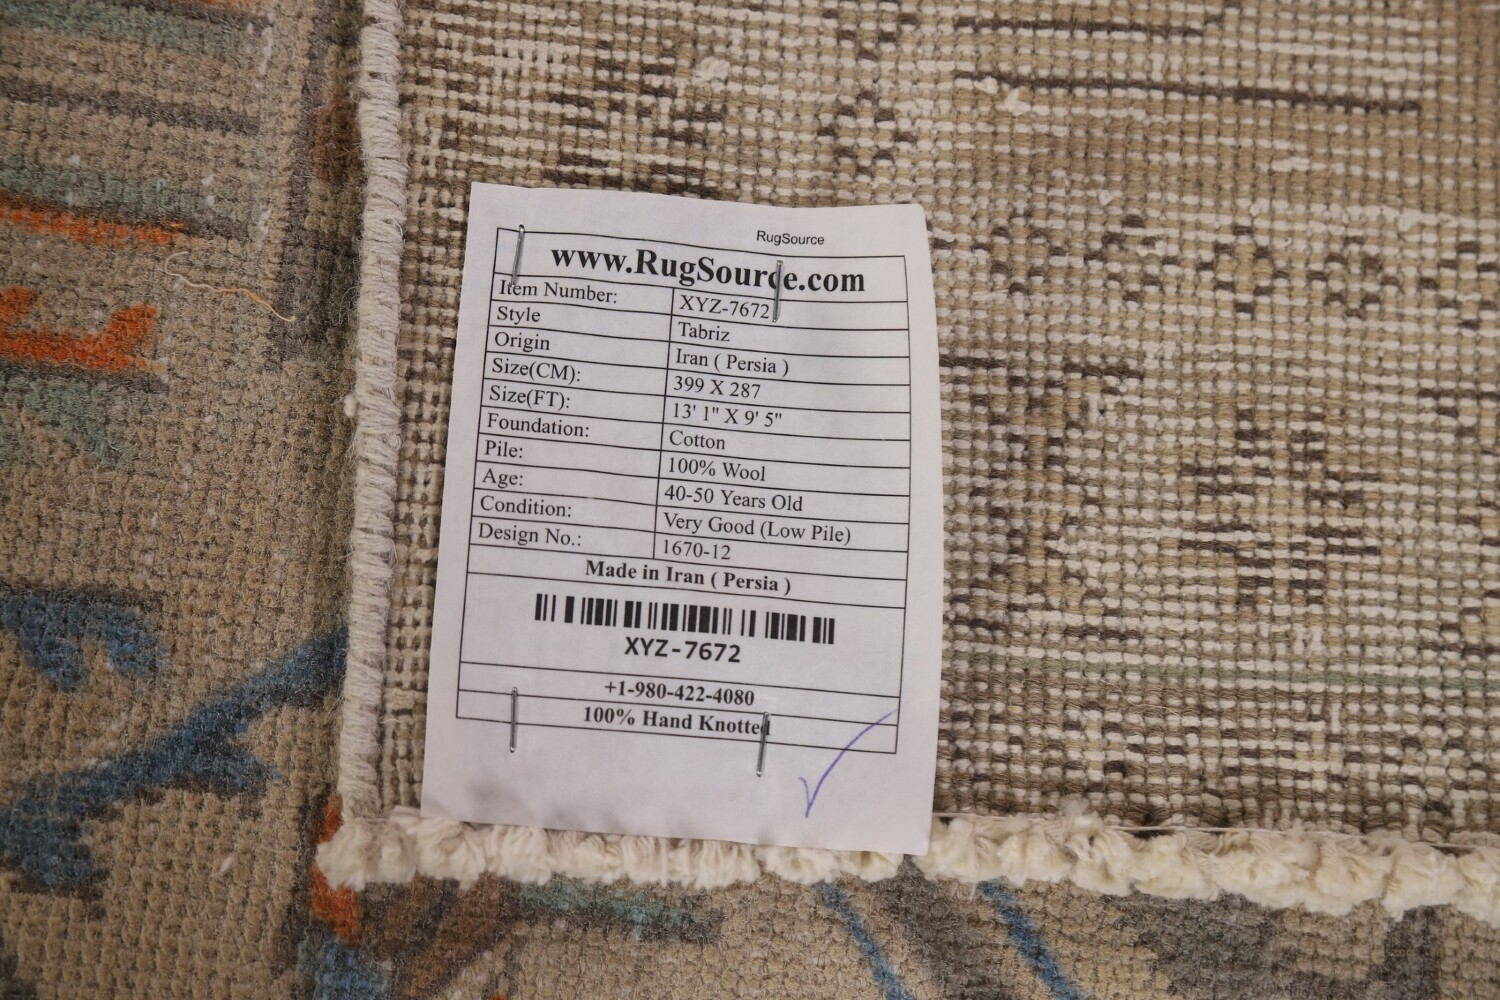 RugSource
www.RugSource.com
Item Number: XYZ-7672
Style Tabriz
Origin Iran ( Persia )
Size(CM): 399 X 287
Size(FT): 13' 1" X 9' 5"
Foundation: Cotton
Pile: 100% Wool
Age: 40-50 Years Old
Condition: Very Good (Low Pile)
Design No.: 1670-12
Made in Iran ( Persia )
XYZ-7672
+1-980-422-4080
100% Hand Knotted